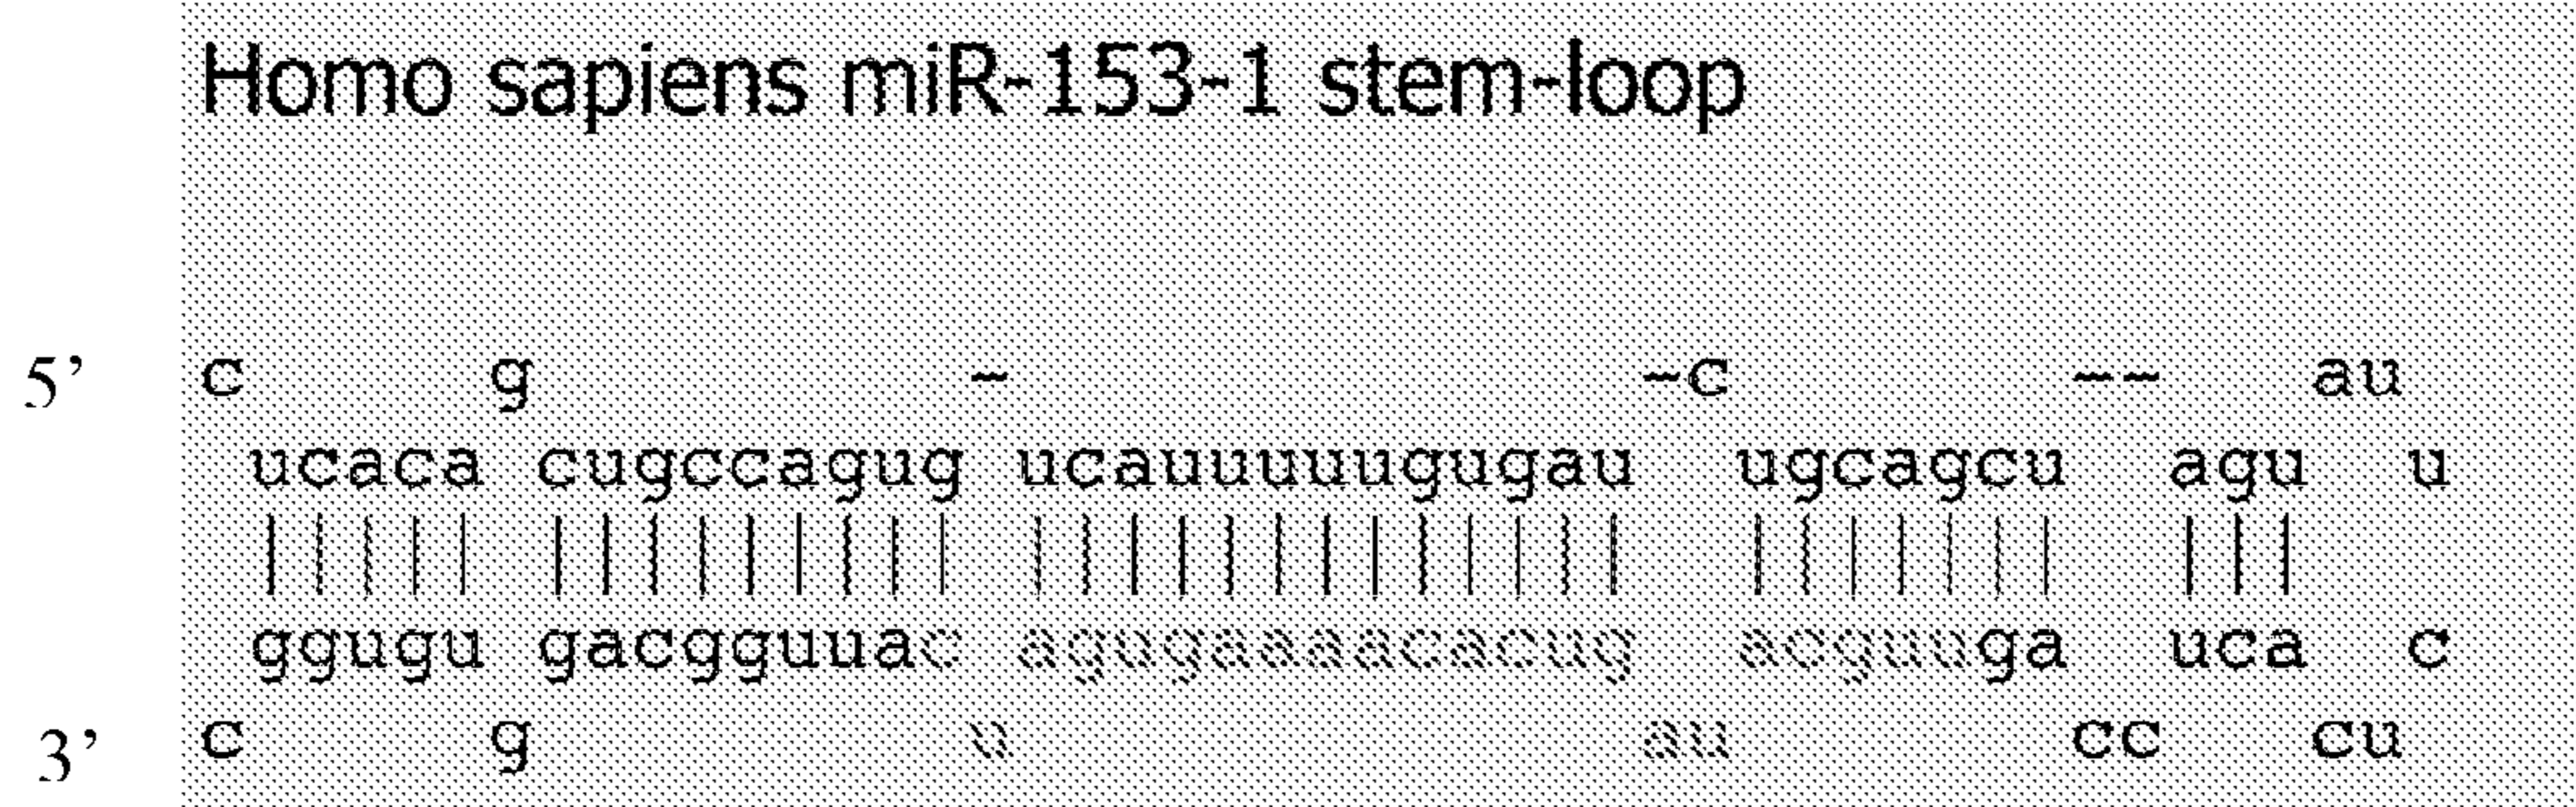 Homo sapiens miR-153-1 stem-loop
5’ c g - -c -- au
ucaca cugccagug ucauuuuugugau ugcagcu agu u
||||| ||||||||| ||||||||||||| ||||||| |||
ggugu gacgguuac agugaaaacacug acguuga uca c
3’ c g u au cc cu